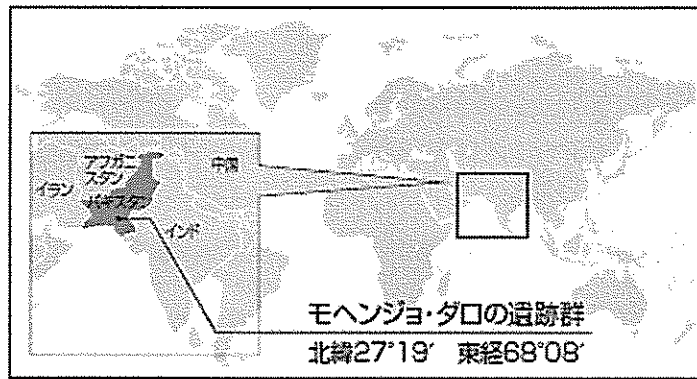 アフガニ
スタン
中国
イラン
パキスタン
インド
モヘンジョ・ダロの遺跡群
北緯27°19′ 東経68°08′